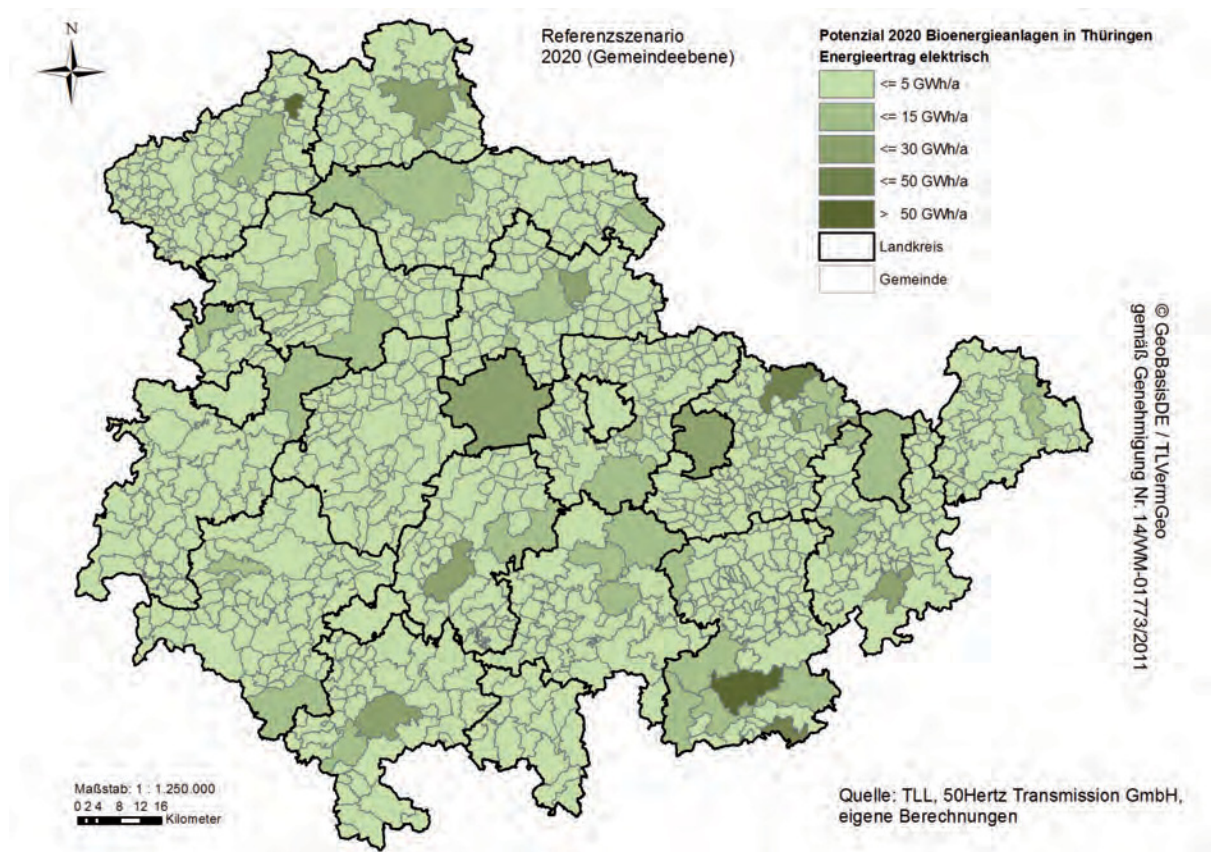 N
Referenzszenario
2020 (Gemeindeebene)
Potenzial 2020 Bioenergieanlagen in Thüringen
Energieertrag elektrisch
<= 5 GWh/a
<= 15 GWh/a
<= 30 GWh/a
<= 50 GWh/a
> 50 GWh/a
Landkreis
Gemeinde
© GeoBasisDE / TLVermGeo
gemäß Genehmigung Nr. 14/WM-01773/2011
Maßstab: 1 : 1.250.000
0 2 4 8 12 16
Kilometer
Quelle: TLL, 50Hertz Transmission GmbH,
eigene Berechnungen